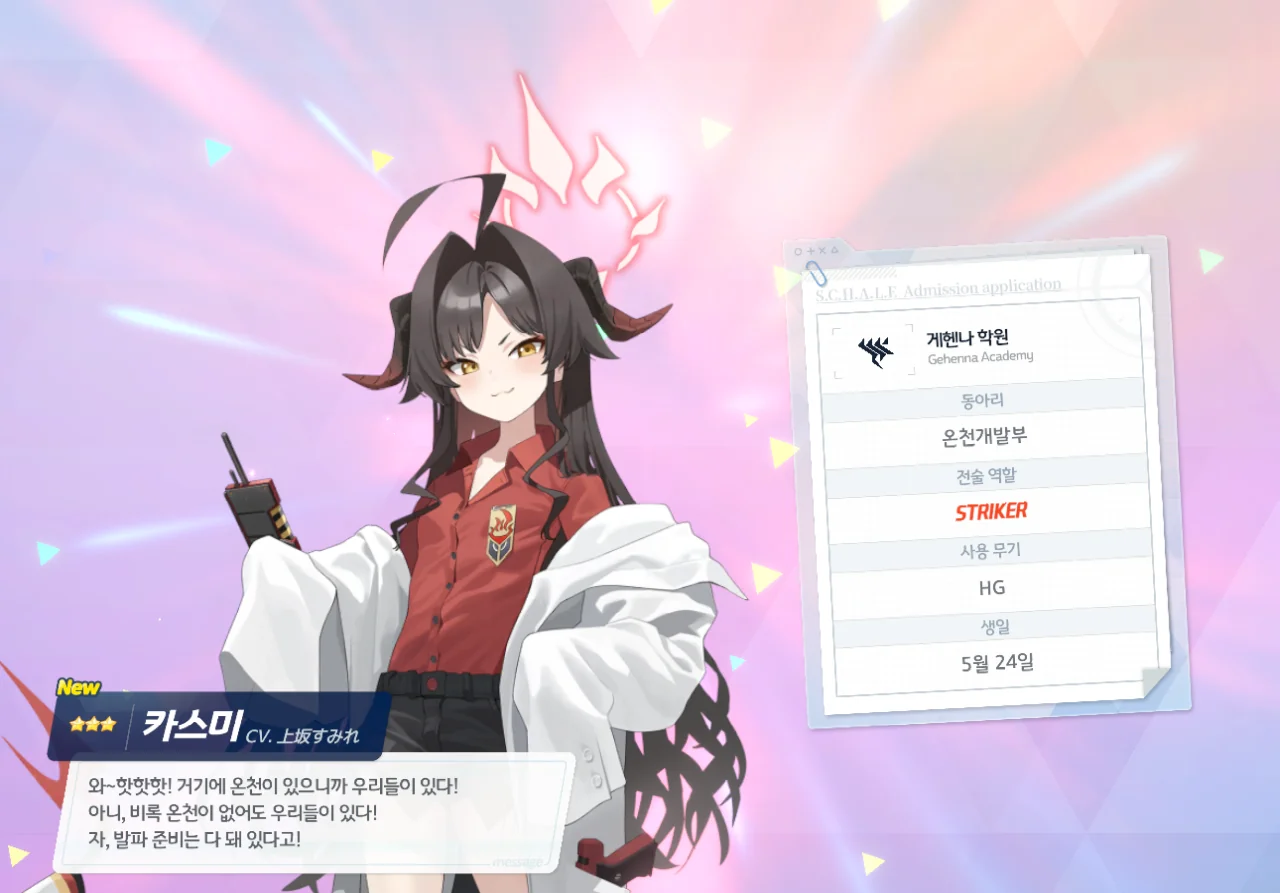 S.C.H.A.L.E Admission application
게헨나 학원
Gehenna Academy
동아리
온천개발부
전술 역할
STRIKER
사용 무기
HG
생일
5월 24일
New
카스미 CV. 上坂すみれ
와~핫핫핫! 거기에 온천이 있으니까 우리들이 있다!
아니, 비록 온천이 없어도 우리들이 있다!
자, 발파 준비는 다 돼 있다고!
message